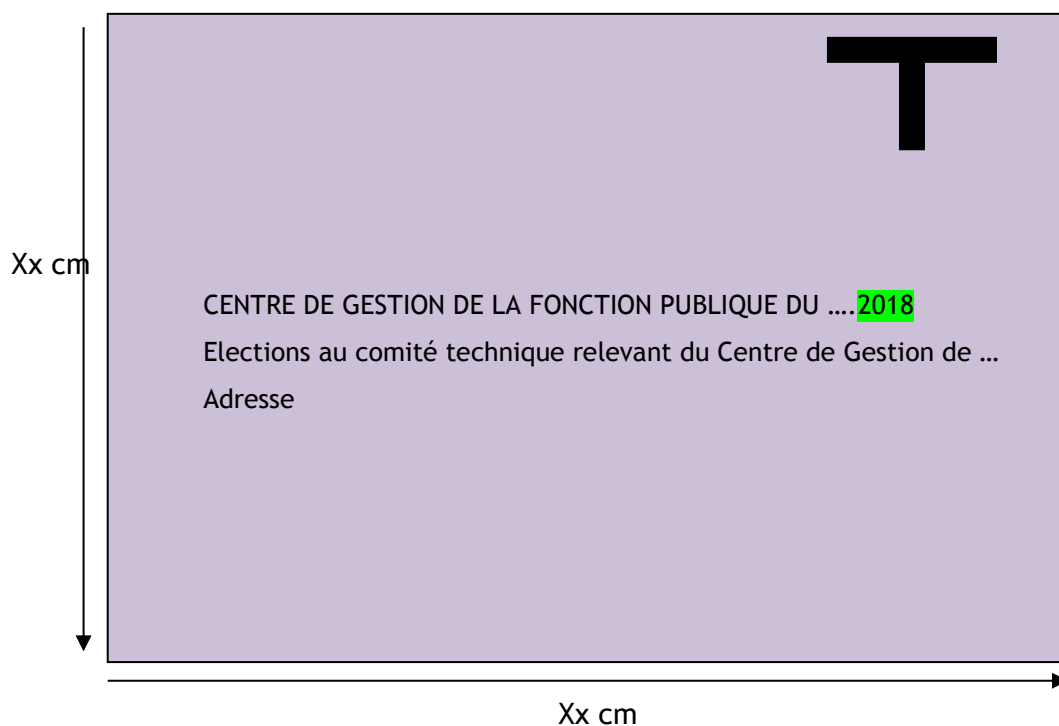 T
Xx cm
CENTRE DE GESTION DE LA FONCTION PUBLIQUE DU ....2018
Elections au comité technique relevant du Centre de Gestion de ...
Adresse
Xx cm